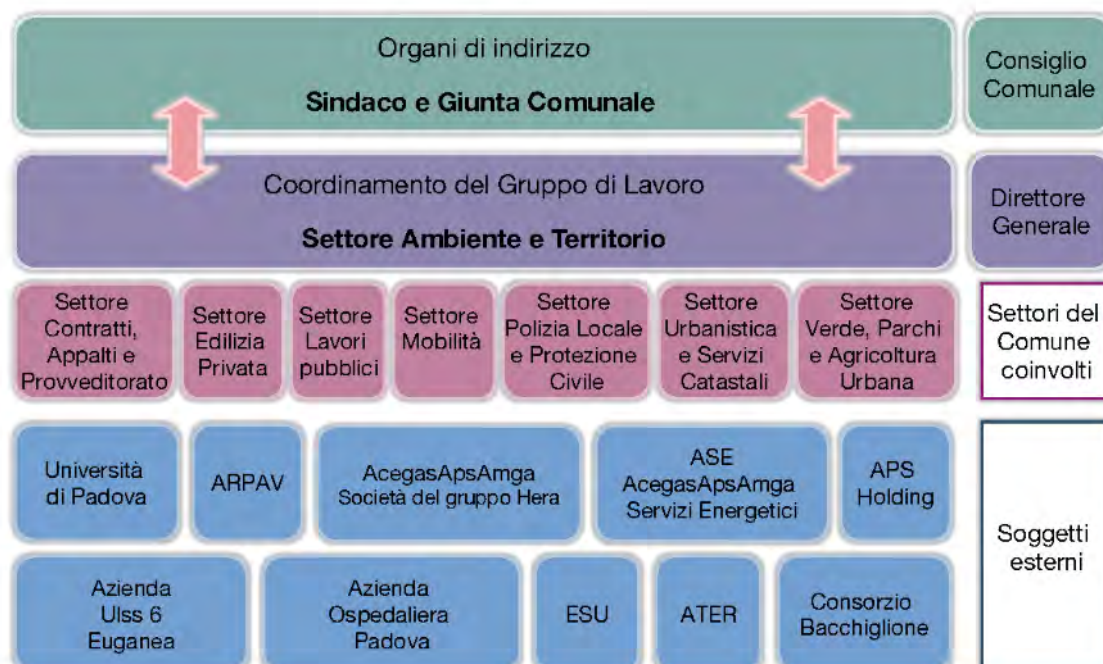 Organi di indirizzo
Sindaco e Giunta Comunale
Consiglio
Comunale
Coordinamento del Gruppo di Lavoro
Settore Ambiente e Territorio
Direttore
Generale
Settore
Contratti,
Appalti e
Provveditorato
Settore
Edilizia
Privata
Settore
Lavori
pubblici
Settore
Mobilità
Settore
Polizia Locale
e Protezione
Civile
Settore
Urbanistica
e Servizi
Catastali
Settore
Verde, Parchi
e Agricoltura
Urbana
Settori del
Comune
coinvolti
Università
di Padova
ARPAV
AcegasApsAmga
Società del gruppo Hera
ASE
AcegasApsAmga
Servizi Energetici
APS
Holding
Soggetti
esterni
Azienda
Ulss 6
Euganea
Azienda
Ospedaliera
Padova
ESU
ATER
Consorzio
Bacchiglione